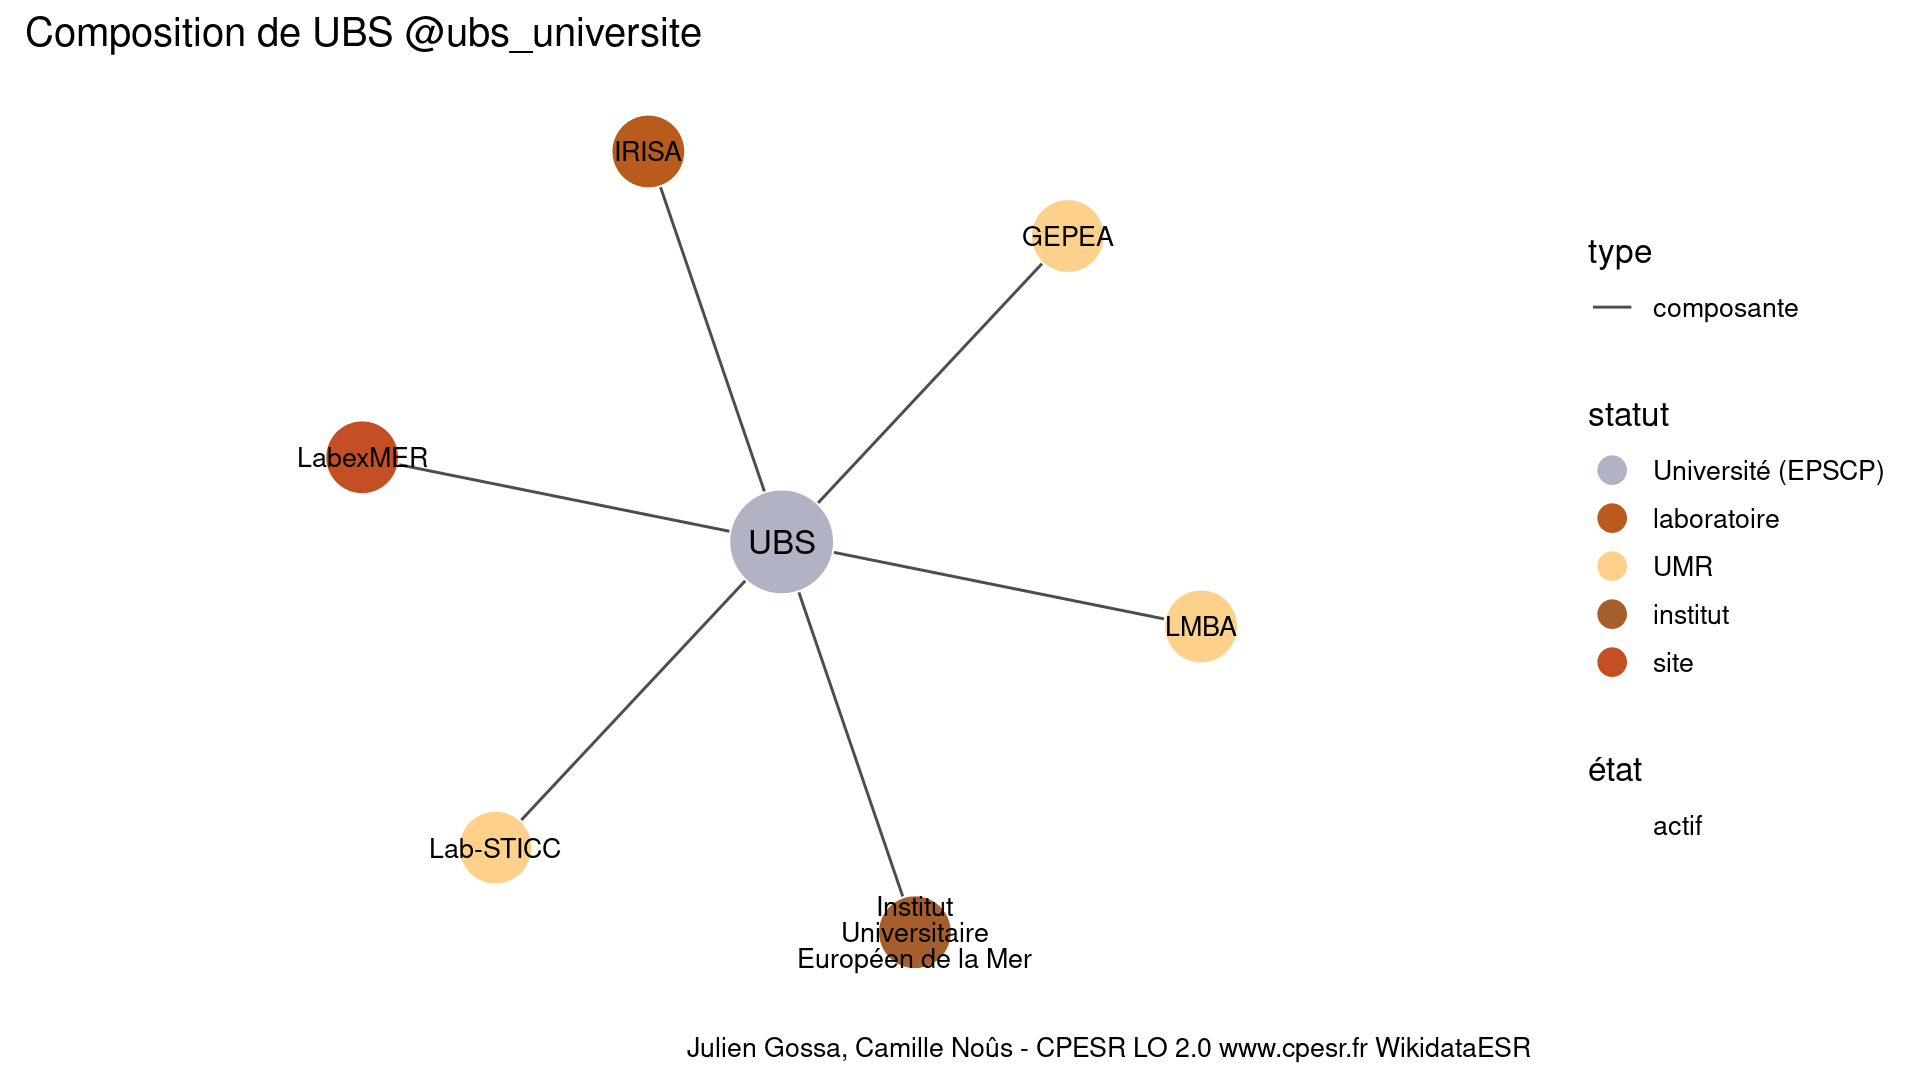 Composition de UBS @ubs_universite
IRISA
GEPEA
LabexMER
UBS
LMBA
Lab-STICC
Institut
Universitaire
Européen de la Mer
type
composante
statut
Université (EPSCP)
laboratoire
UMR
institut
site
état
actif
Julien Gossa, Camille Noûs - CPESR LO 2.0 www.cpesr.fr WikidataESR